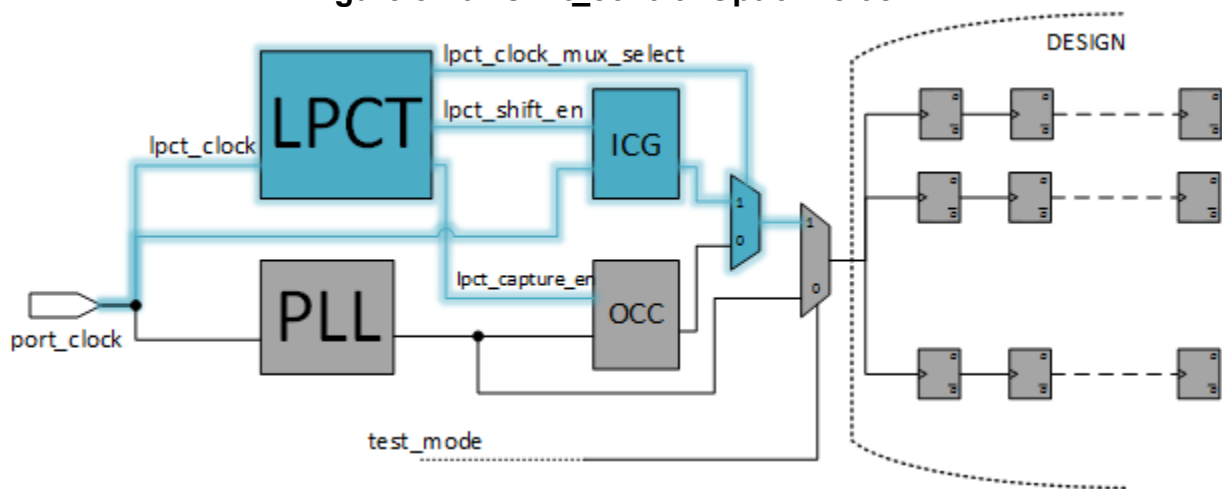 DESIGN
lpct_clock_mux_select
LPCT
lpct_shift_en
ICG
lpct_clock
1
0
1
0
lpct_capture_en
PLL
OCC
port_clock
test_mode